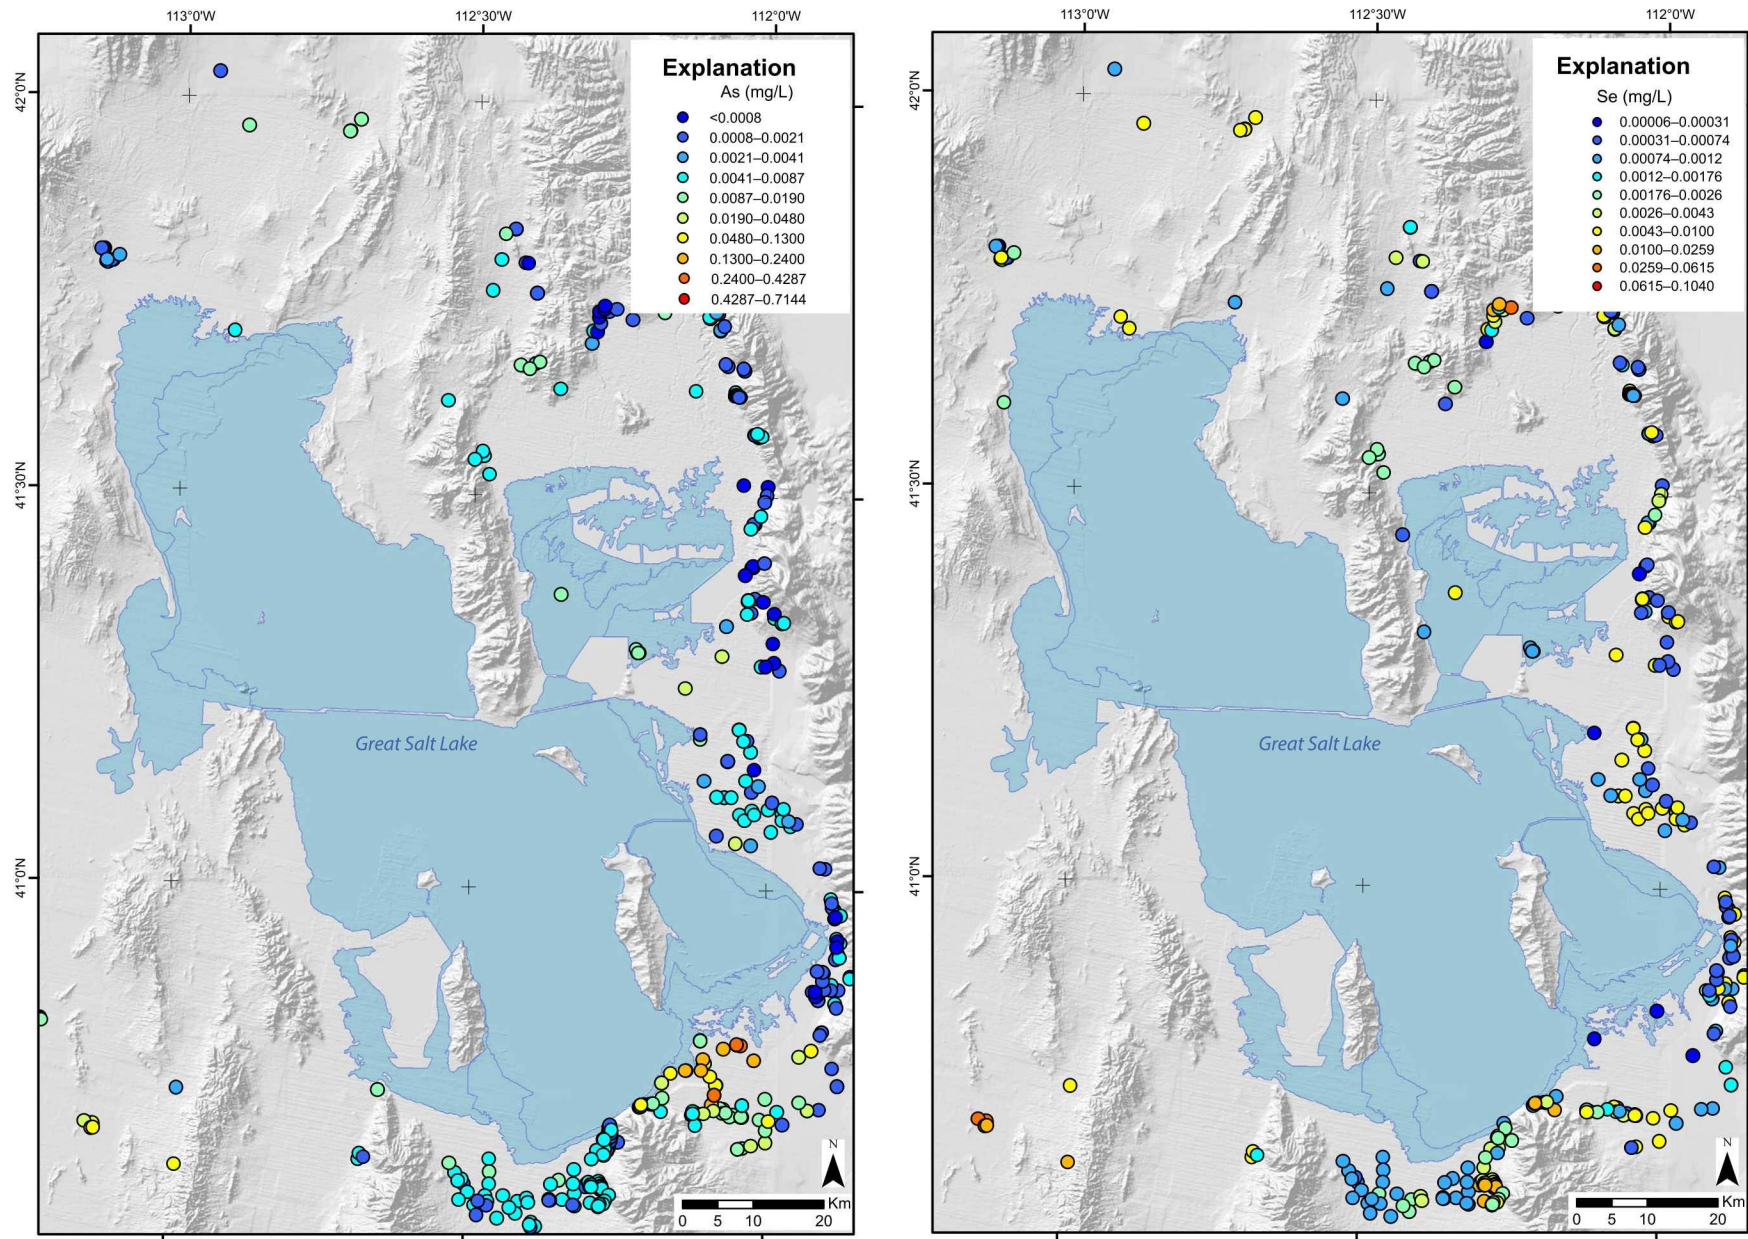 113°0'W
112°30'W
112°0'W
42°0'N
41°30'N
41°0'N
Explanation
As (mg/L)
<0.0008
0.0008–0.0021
0.0021–0.0041
0.0041–0.0087
0.0087–0.0190
0.0190–0.0480
0.0480–0.1300
0.1300–0.2400
0.2400–0.4287
0.4287–0.7144
Great Salt Lake
N
Km
0 5 10 20
113°0'W
112°30'W
112°0'W
42°0'N
41°30'N
41°0'N
Explanation
Se (mg/L)
0.00006–0.00031
0.00031–0.00074
0.00074–0.0012
0.0012–0.00176
0.00176–0.0026
0.0026–0.0043
0.0043–0.0100
0.0100–0.0259
0.0259–0.0615
0.0615–0.1040
Great Salt Lake
N
Km
0 5 10 20